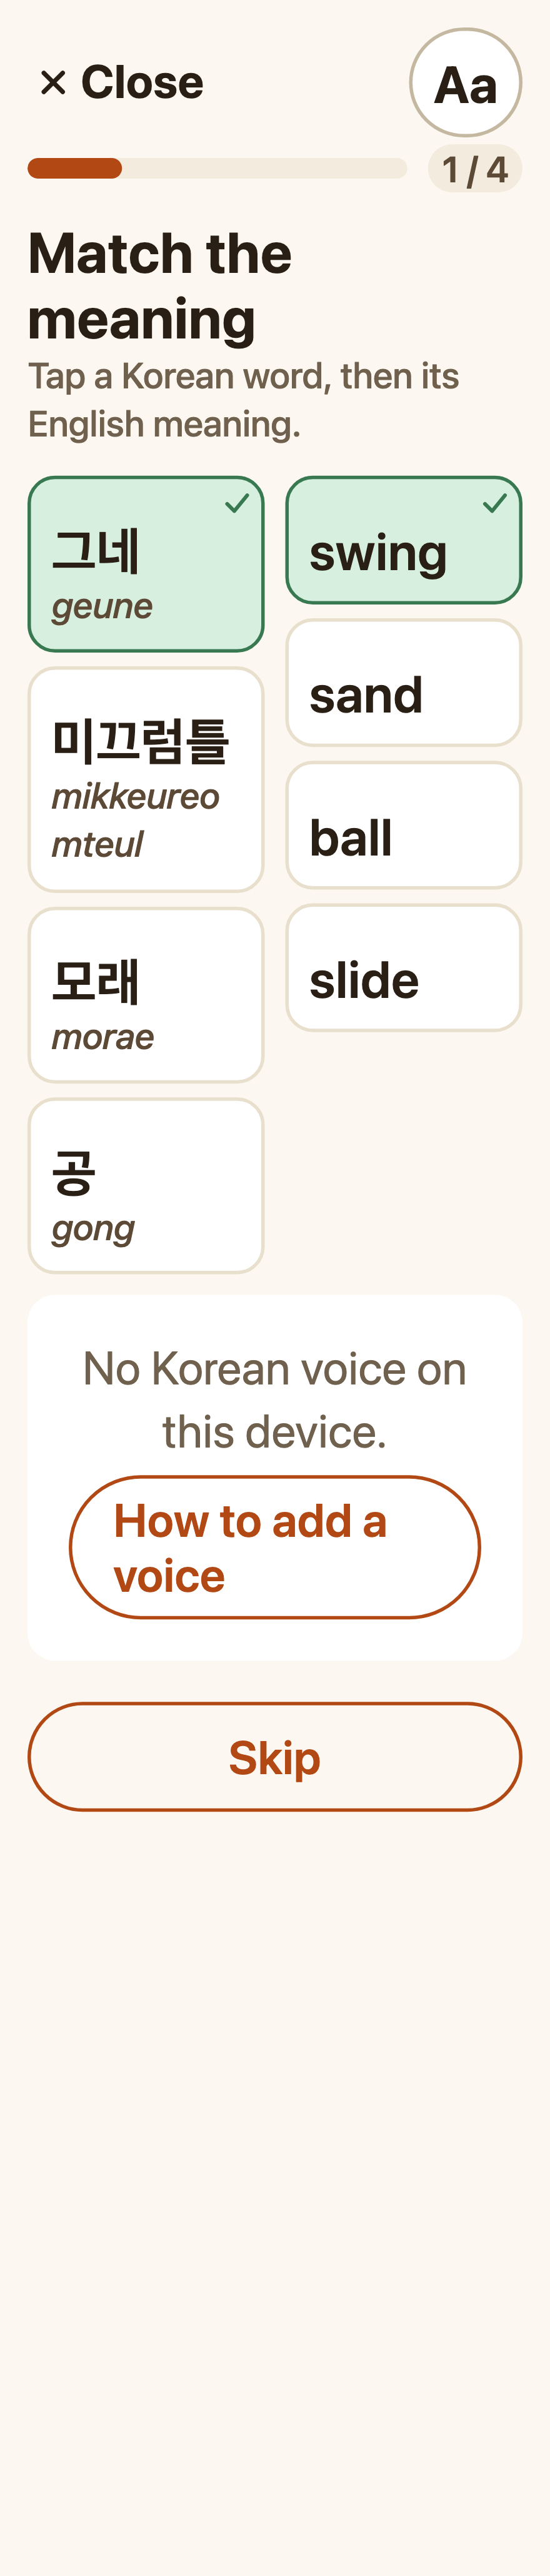 × Close
Aa
1 / 4
Match the
meaning
Tap a Korean word, then its
English meaning.
그네
geune
미끄럼틀
mikkeureo
mteul
모래
morae
공
gong
swing
sand
ball
slide
No Korean voice on
this device.
How to add a
voice
Skip